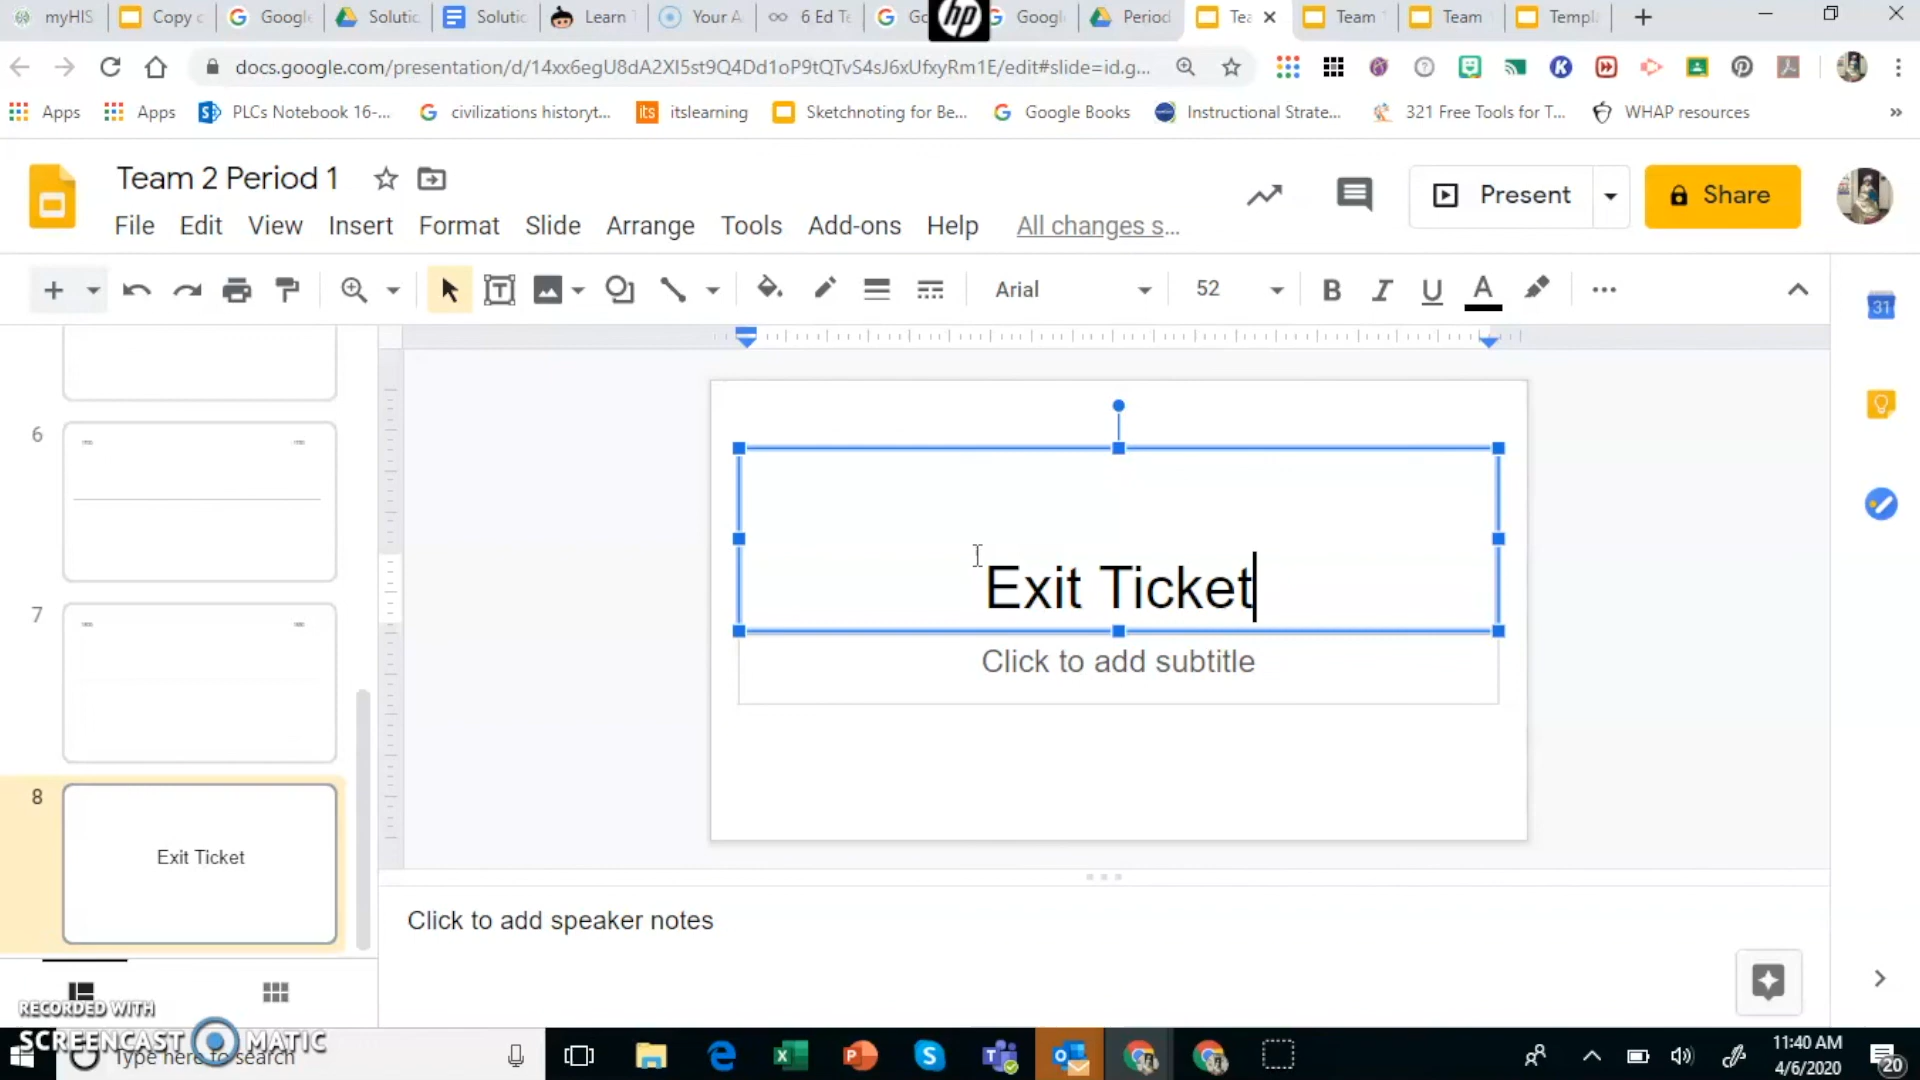 myHIS
Copy c
Google
Solutic
Solutic
Learn T
Your A
6 Ed Te
Go
hp
Googl
Period
Tea
Team
Team
Templ
docs.google.com/presentation/d/14xx6egU8dA2XI5st9Q4Dd1oP9tQTvS4sJ6xUfxyRm1E/edit#slide=id.g...
Apps
Apps
PLCs Notebook 16-...
civilizations historyt...
its itslearning
Sketchnoting for Be...
Google Books
Instructional Strate...
321 Free Tools for T...
WHAP resources
Team 2 Period 1
Present
Share
File Edit View Insert Format Slide Arrange Tools Add-ons Help All changes s...
Arial
52
B I U A
31
6
7
8
Exit Ticket
Exit Ticket
Click to add subtitle
Click to add speaker notes
RECORDED WITH
SCREENCAST MATIC
Type here to search
11:40 AM
4/6/2020
20